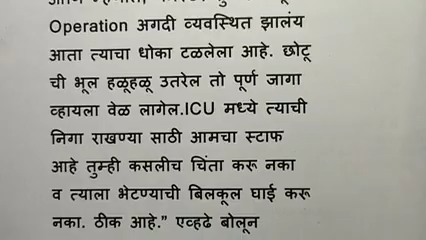 Operation अगदी व्यवस्थित झालंय
आता त्याचा धोका टळलेला आहे. छोटू
ची भूल हळूहळू उतरेल तो पूर्ण जागा
व्हायला वेळ लागेल.ICU मध्ये त्याची
निगा राखण्या साठी आमचा स्टाफ
आहे तुम्ही कसलीच चिंता करू नका
व त्याला भेटण्याची बिलकूल घाई करू
नका. ठीक आहे.” एव्हढे बोलून